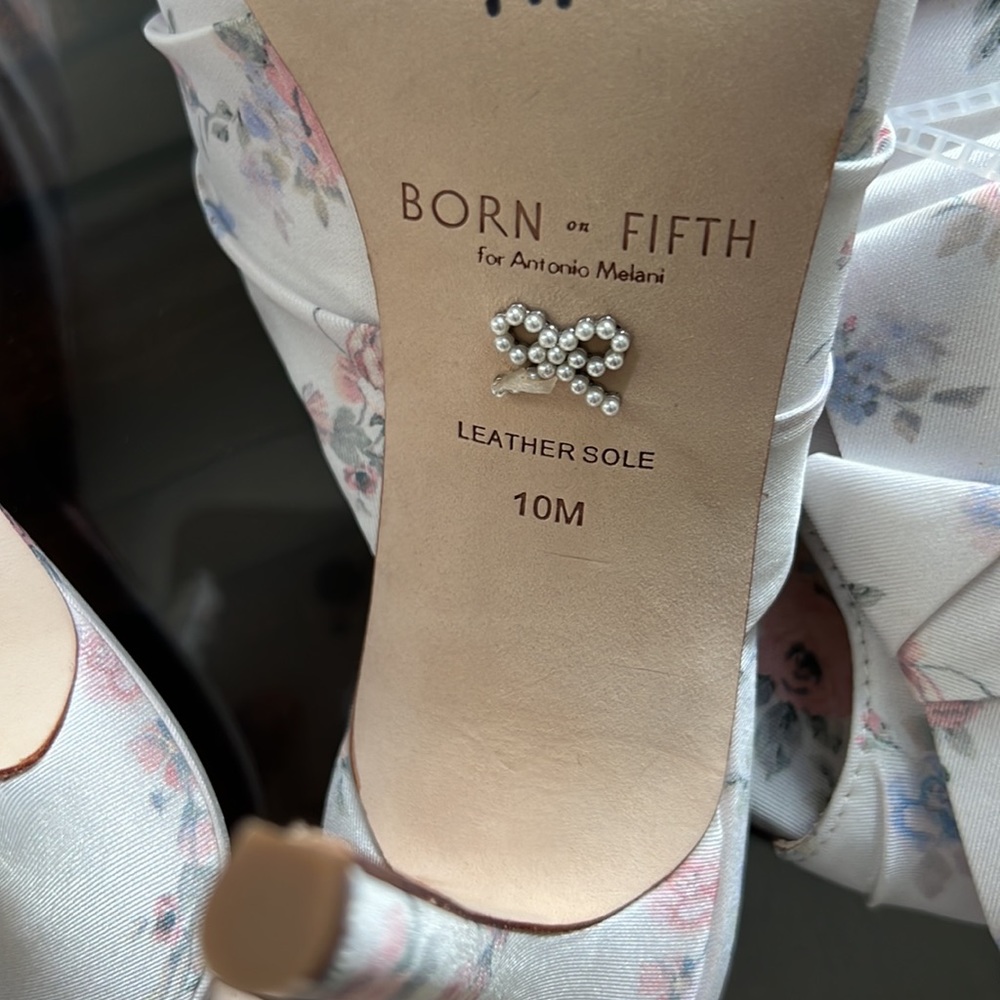 BORN on FIFTH
for Antonio Melani
LEATHER SOLE
10M